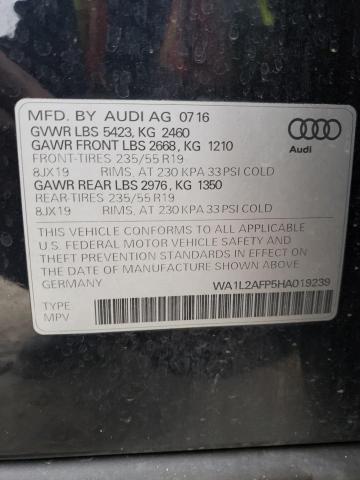 MFD. BY AUDI AG 07 16
GVWR LBS 5423, KG 2460
GAWR FRONT LBS 2668, KG 1210
FRONT-TIRES 235/55 R19
8JX19 RIMS, AT 230 KPA 33 PSI COLD
GAWR REAR LBS 2976, KG 1350
REAR-TIRES 235/55 R19
8JX19 RIMS, AT 230 KPA 33 PSI COLD
Audi
THIS VEHICLE CONFORMS TO ALL APPLICABLE
U.S. FEDERAL MOTOR VEHICLE SAFETY AND
THEFT PREVENTION STANDARDS IN EFFECT ON
THE DATE OF MANUFACTURE SHOWN ABOVE.
GERMANY
WA1L2AFP5HA019239
TYPE
MPV